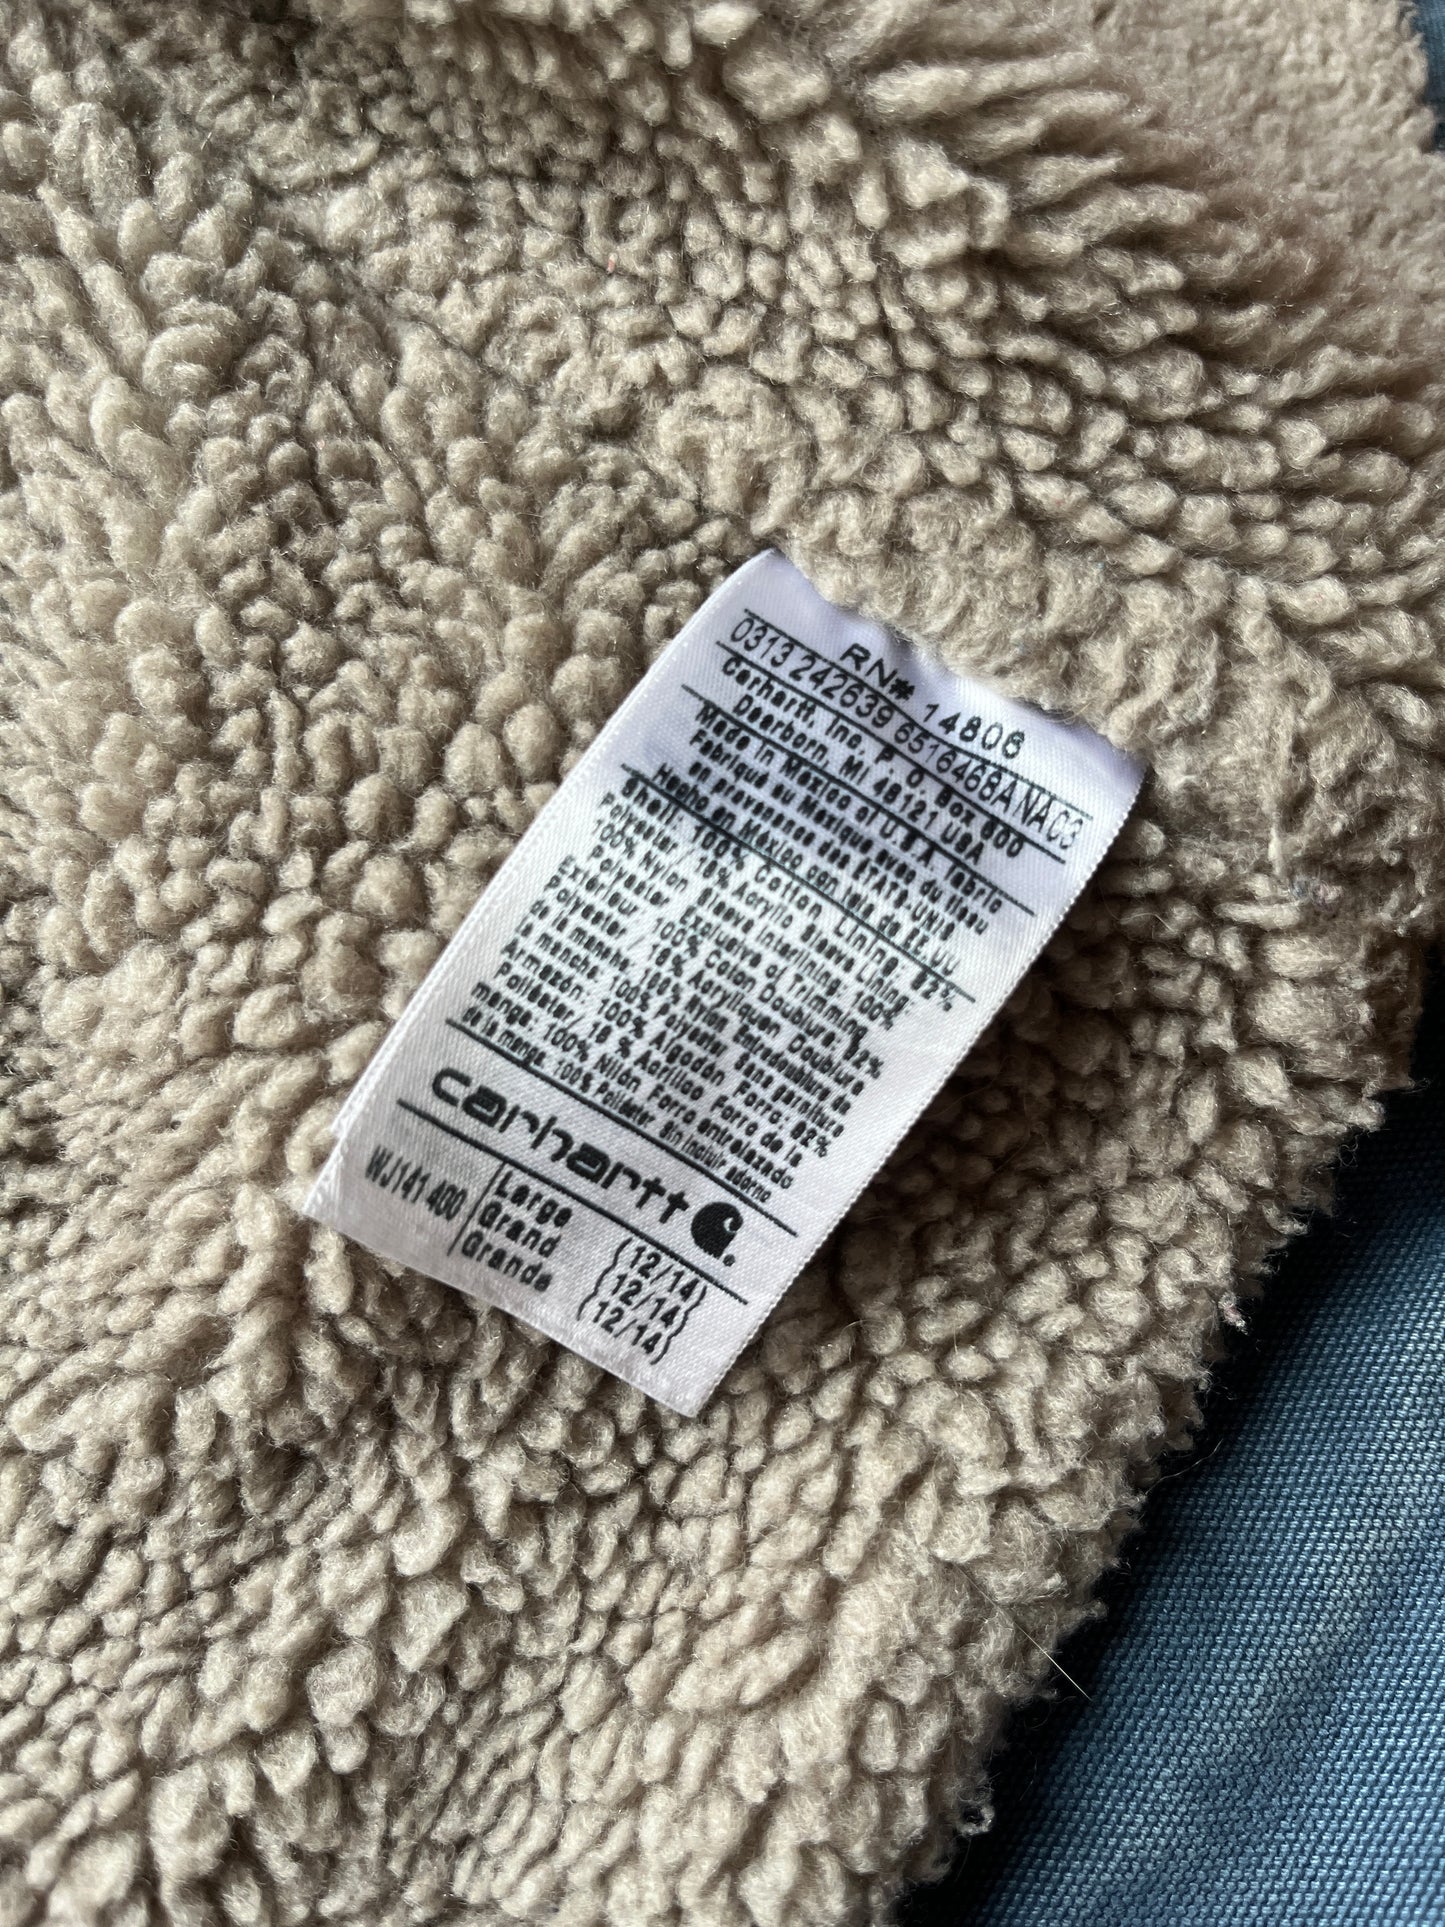 RN# 14806
0313 242639 6516468A NA03
Carhartt, Inc., P. O. Box 600
Dearborn, MI 48121 USA
Made in Mexico of U.S.A. fabric
Fabriqué au Mexique avec du tissu
en provenance des ÉTATS-UNIS
Hecho en México con tela de EE.UU
Shell: 100% Cotton Lining: 82%
Polyester / 18% Acrylic Sleeve Lining:
100% Nylon Sleeve Interlining: 100%
Polyester Exclusive of Trimming
Extérieur: 100% Coton Doublure: 82%
polyester / 18% Acrylique Doublure
de la manche: 100% Nylon Entredoublure de
la manche: 100% Polyester Sans garniture
Armazón: 100% Algodón Forro: 82%
Poliéster / 18 % Acrílico Forro de la
manga: 100% Nilón Forro entrelazado
de la manga: 100% Poliéster Sin incluir adorno
carhartt
WJ141 400
Large (12/14)
Grand (12/14)
Grande (12/14)